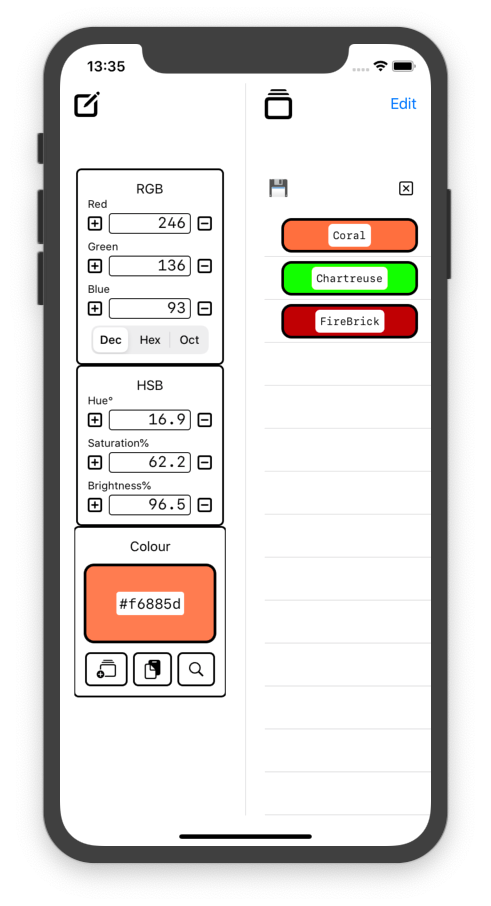 13:35
Edit
RGB
Red
246
Green
136
Blue
93
Dec Hex Oct
HSB
Hue°
16.9
Saturation%
62.2
Brightness%
96.5
Colour
#f6885d
Coral
Chartreuse
FireBrick